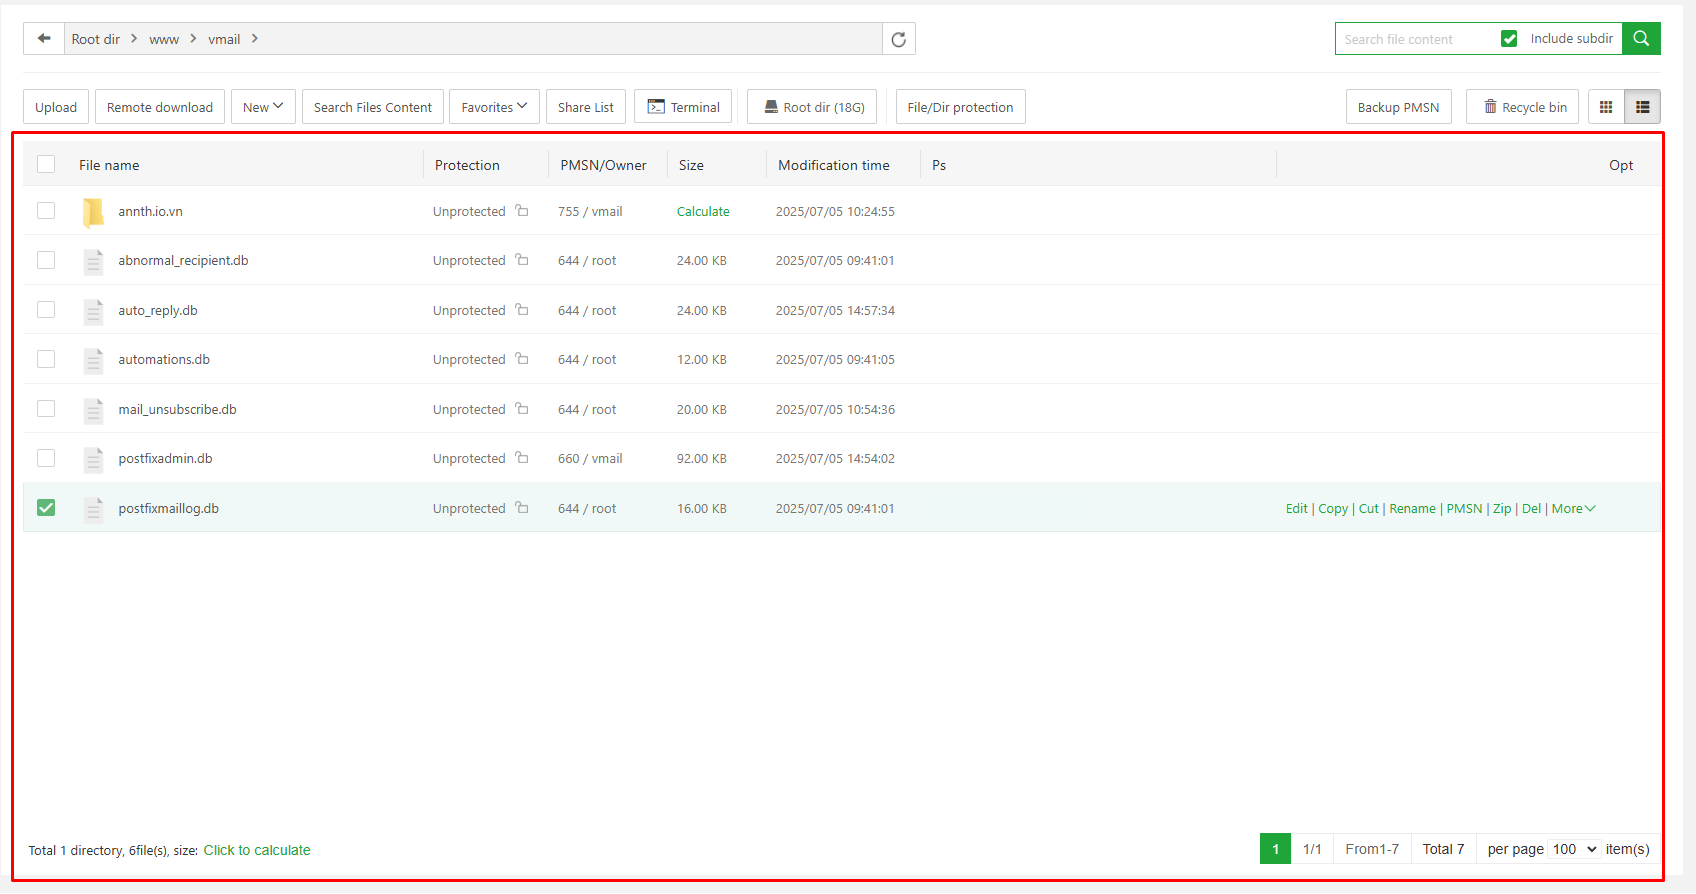 Root dir > www > vmail >
Search file content Include subdir
Upload Remote download New Search Files Content Favorites Share List Terminal Root dir (18G) File/Dir protection Backup PMSN Recycle bin
File name Protection PMSN/Owner Size Modification time Ps Opt
annth.io.vn Unprotected 755 / vmail Calculate 2025/07/05 10:24:55
abnormal_recipient.db Unprotected 644 / root 24.00 KB 2025/07/05 09:41:01
auto_reply.db Unprotected 644 / root 24.00 KB 2025/07/05 14:57:34
automations.db Unprotected 644 / root 12.00 KB 2025/07/05 09:41:05
mail_unsubscribe.db Unprotected 644 / root 20.00 KB 2025/07/05 10:54:36
postfixadmin.db Unprotected 660 / vmail 92.00 KB 2025/07/05 14:54:02
postfixmaillog.db Unprotected 644 / root 16.00 KB 2025/07/05 09:41:01 Edit | Copy | Cut | Rename | PMSN | Zip | Del | More
Total 1 directory, 6file(s), size: Click to calculate 1 1/1 From1-7 Total 7 per page 100 item(s)